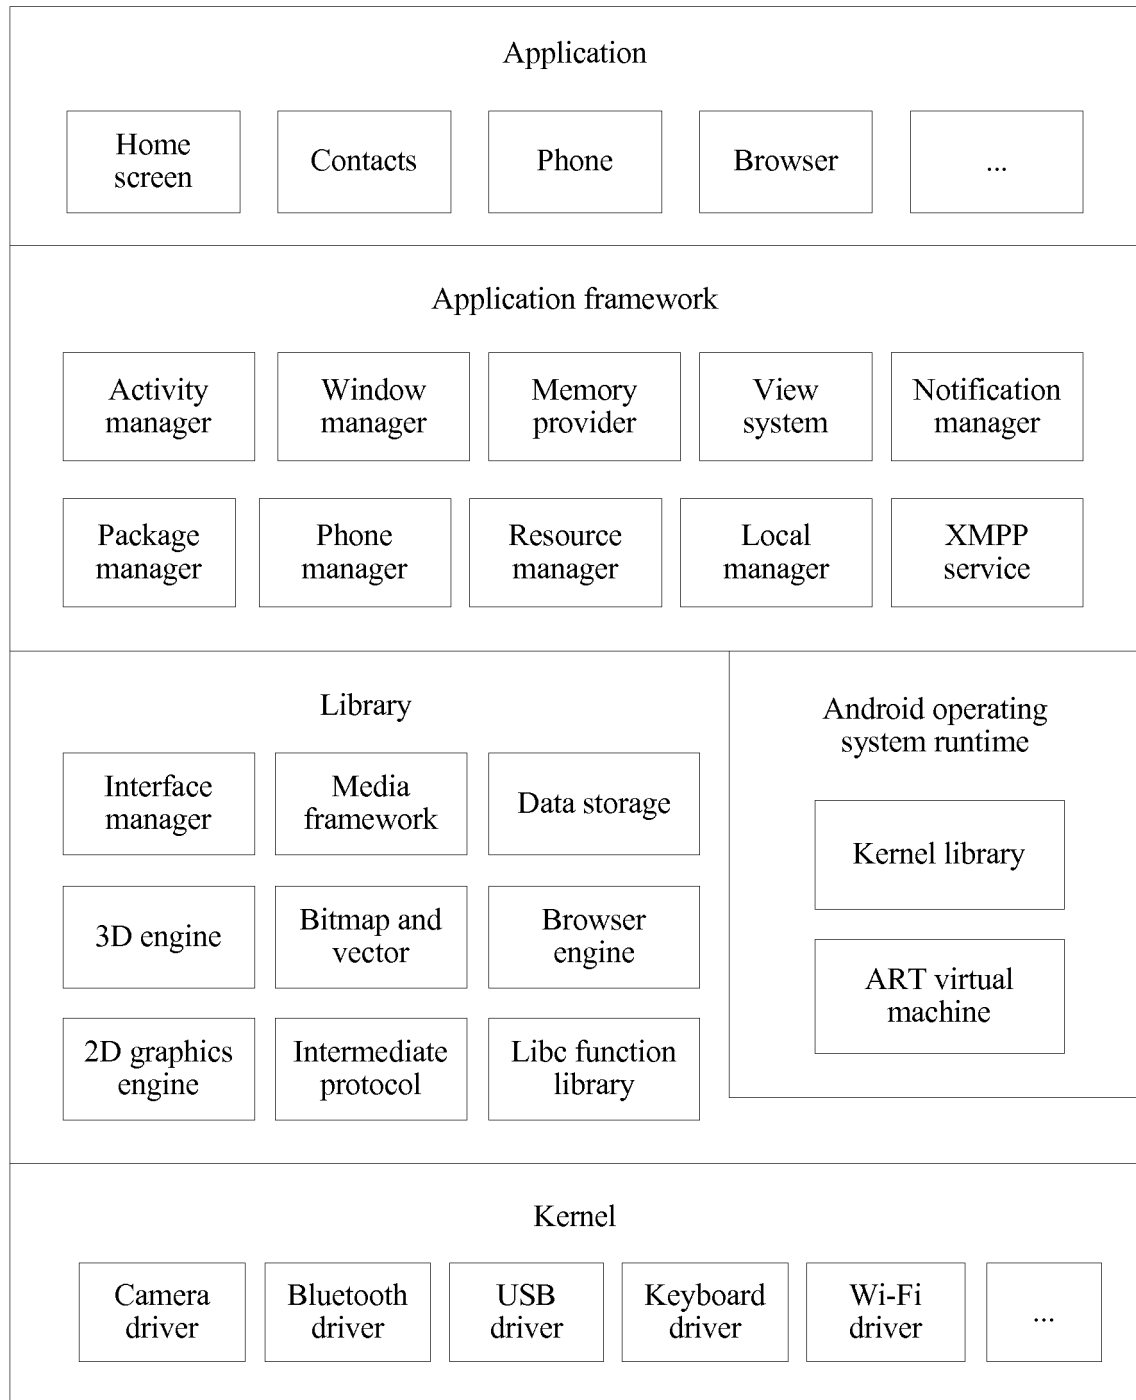 Application
Home
screen
Contacts
Phone
Browser
...
Application framework
Activity
manager
Window
manager
Memory
provider
View
system
Notification
manager
Package
manager
Phone
manager
Resource
manager
Local
manager
XMPP
service
Library
Interface
manager
Media
framework
Data storage
3D engine
Bitmap and
vector
Browser
engine
2D graphics
engine
Intermediate
protocol
Libc function
library
Android operating
system runtime
Kernel library
ART virtual
machine
Kernel
Camera
driver
Bluetooth
driver
USB
driver
Keyboard
driver
Wi-Fi
driver
...